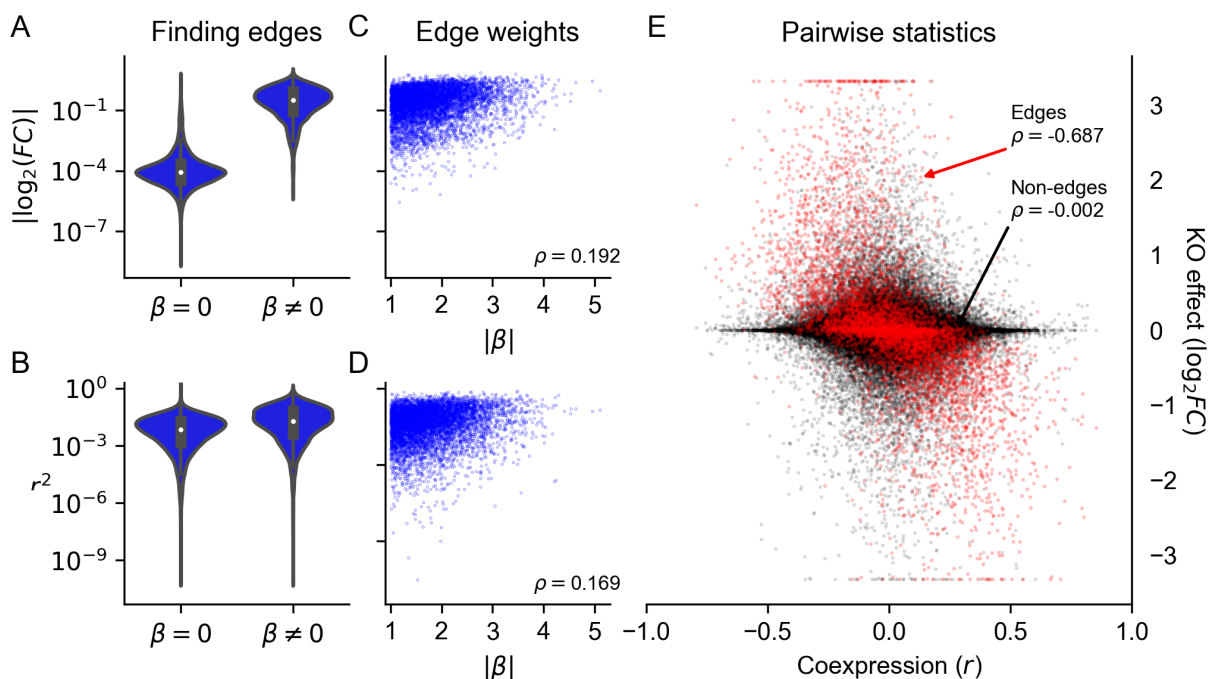 A
Finding edges
|log₂(FC)|
10⁻¹
10⁻⁴
10⁻⁷
β = 0
β ≠ 0
B
r²
10⁰
10⁻³
10⁻⁶
10⁻⁹
β = 0
β ≠ 0
C
Edge weights
ρ = 0.192
1 2 3 4 5
|β|
D
ρ = 0.169
1 2 3 4 5
|β|
E
Pairwise statistics
Edges
ρ = -0.687
Non-edges
ρ = -0.002
3
2
1
0
−1
−2
−3
KO effect (log₂FC)
−1.0 −0.5 0.0 0.5 1.0
Coexpression (r)